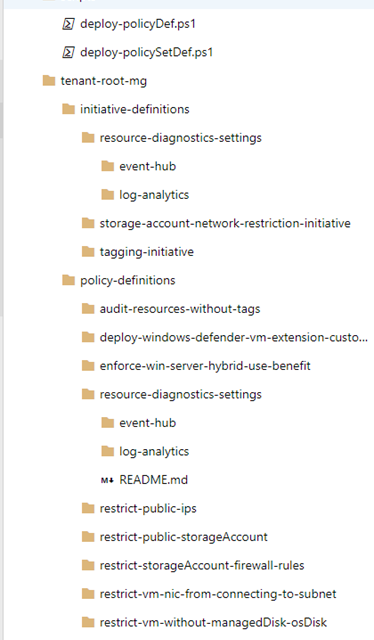 deploy-policyDef.ps1
deploy-policySetDef.ps1
tenant-root-mg
initiative-definitions
resource-diagnostics-settings
event-hub
log-analytics
storage-account-network-restriction-initiative
tagging-initiative
policy-definitions
audit-resources-without-tags
deploy-windows-defender-vm-extension-custo...
enforce-win-server-hybrid-use-benefit
resource-diagnostics-settings
event-hub
log-analytics
M↓ README.md
restrict-public-ips
restrict-public-storageAccount
restrict-storageAccount-firewall-rules
restrict-vm-nic-from-connecting-to-subnet
restrict-vm-without-managedDisk-osDisk